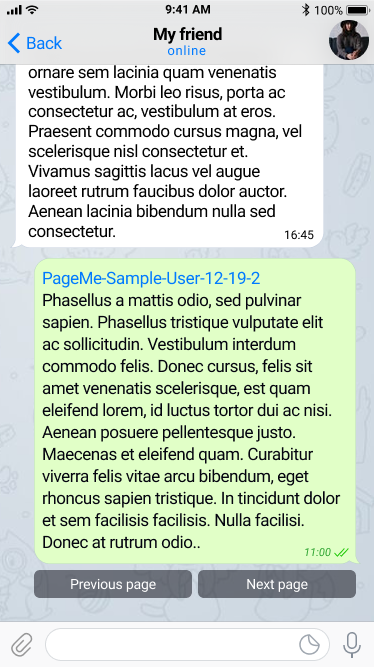 9:41 AM
100%
Back
My friend
online
ornare sem lacinia quam venenatis
vestibulum. Morbi leo risus, porta ac
consectetur ac, vestibulum at eros.
Praesent commodo cursus magna, vel
scelerisque nisl consectetur et.
Vivamus sagittis lacus vel augue
laoreet rutrum faucibus dolor auctor.
Aenean lacinia bibendum nulla sed
consectetur.
16:45
PageMe-Sample-User-12-19-2
Phasellus a mattis odio, sed pulvinar
sapien. Phasellus tristique vulputate elit
ac sollicitudin. Vestibulum interdum
commodo felis. Donec cursus, felis sit
amet venenatis scelerisque, est quam
eleifend lorem, id luctus tortor dui ac nisi.
Aenean posuere pellentesque justo.
Maecenas et eleifend quam. Curabitur
viverra felis vitae arcu bibendum, eget
rhoncus sapien tristique. In tincidunt dolor
et sem facilisis facilisis. Nulla facilisi.
Donec at rutrum odio..
11:00
Previous page
Next page